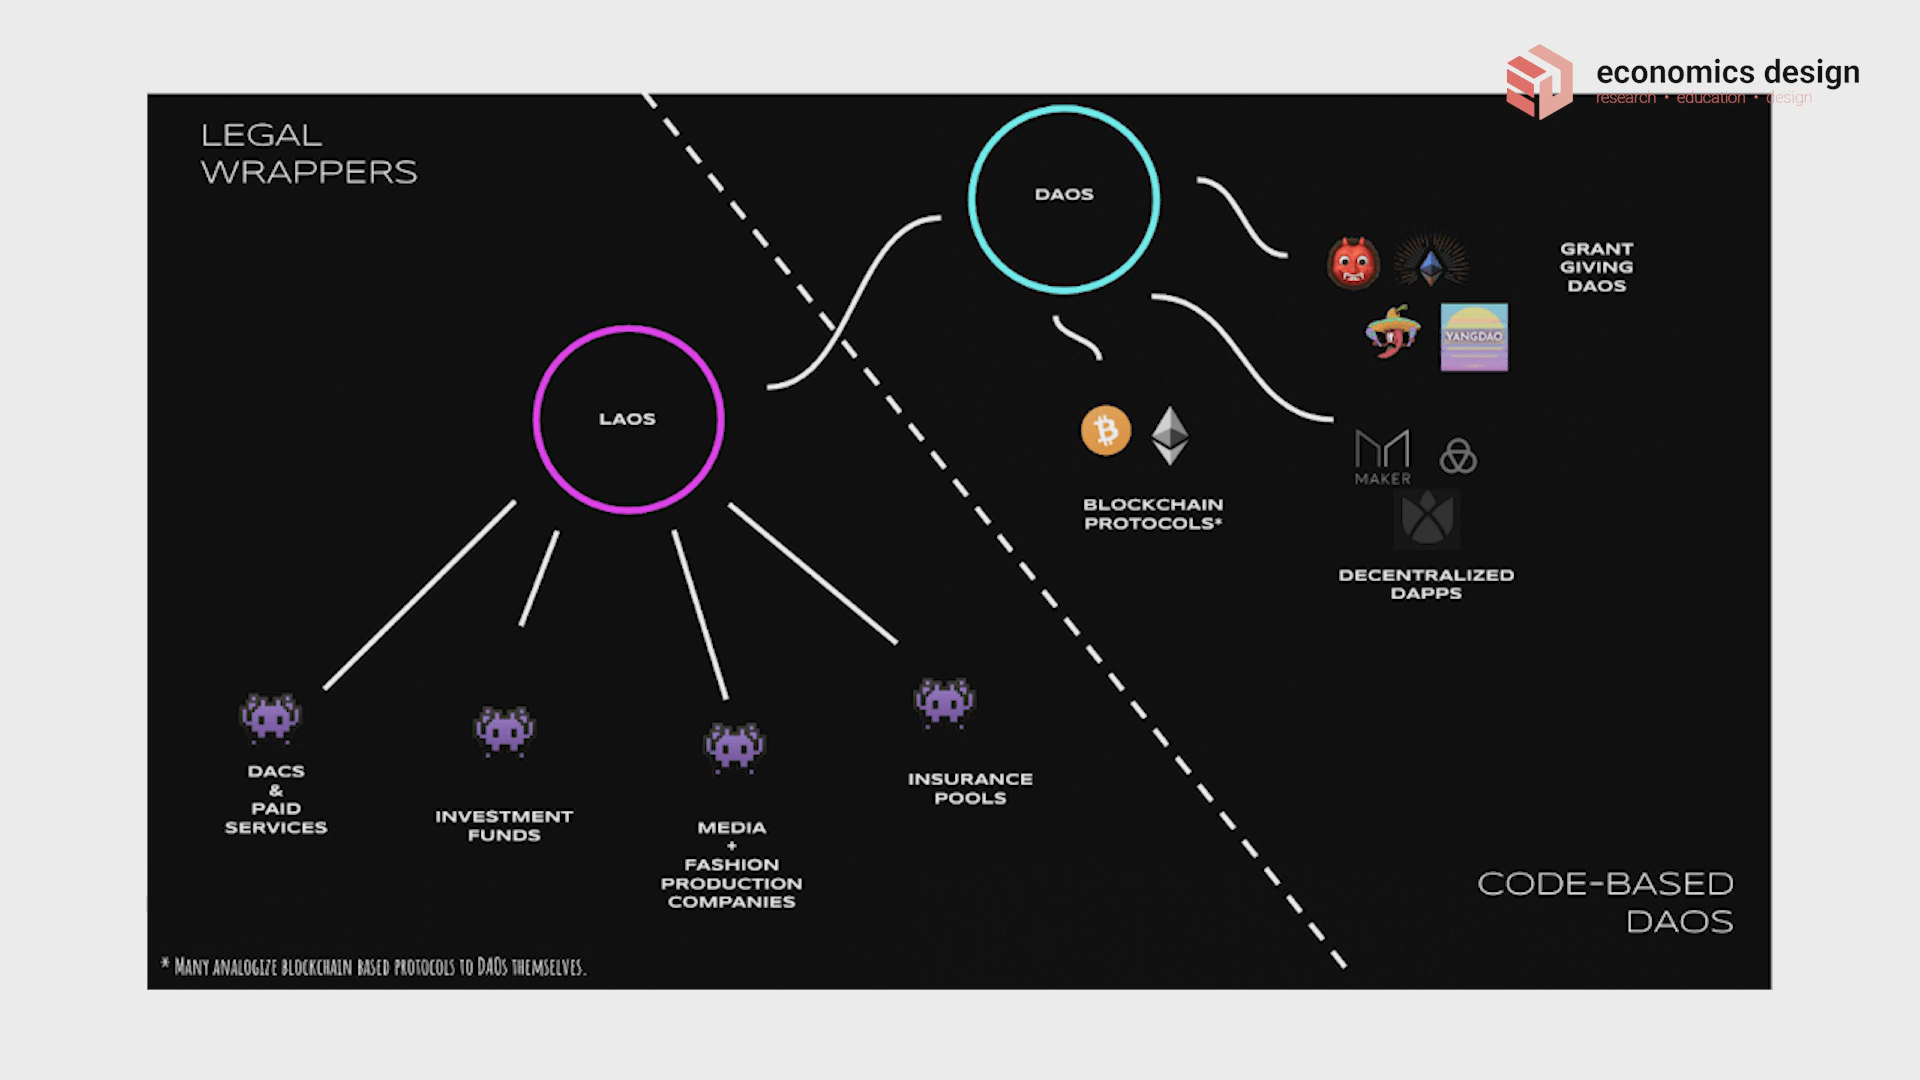 economics design
research • education • design
LEGAL
WRAPPERS
DAOS
GRANT
GIVING
DAOS
YANGDAO
LAOS
MAKER
BLOCKCHAIN
PROTOCOLS*
DECENTRALIZED
DAPPS
DACS
&
PAID
SERVICES
INVESTMENT
FUNDS
MEDIA
+
FASHION
PRODUCTION
COMPANIES
INSURANCE
POOLS
CODE-BASED
DAOS
* MANY ANALOGIZE BLOCKCHAIN BASED PROTOCOLS TO DAOS THEMSELVES.